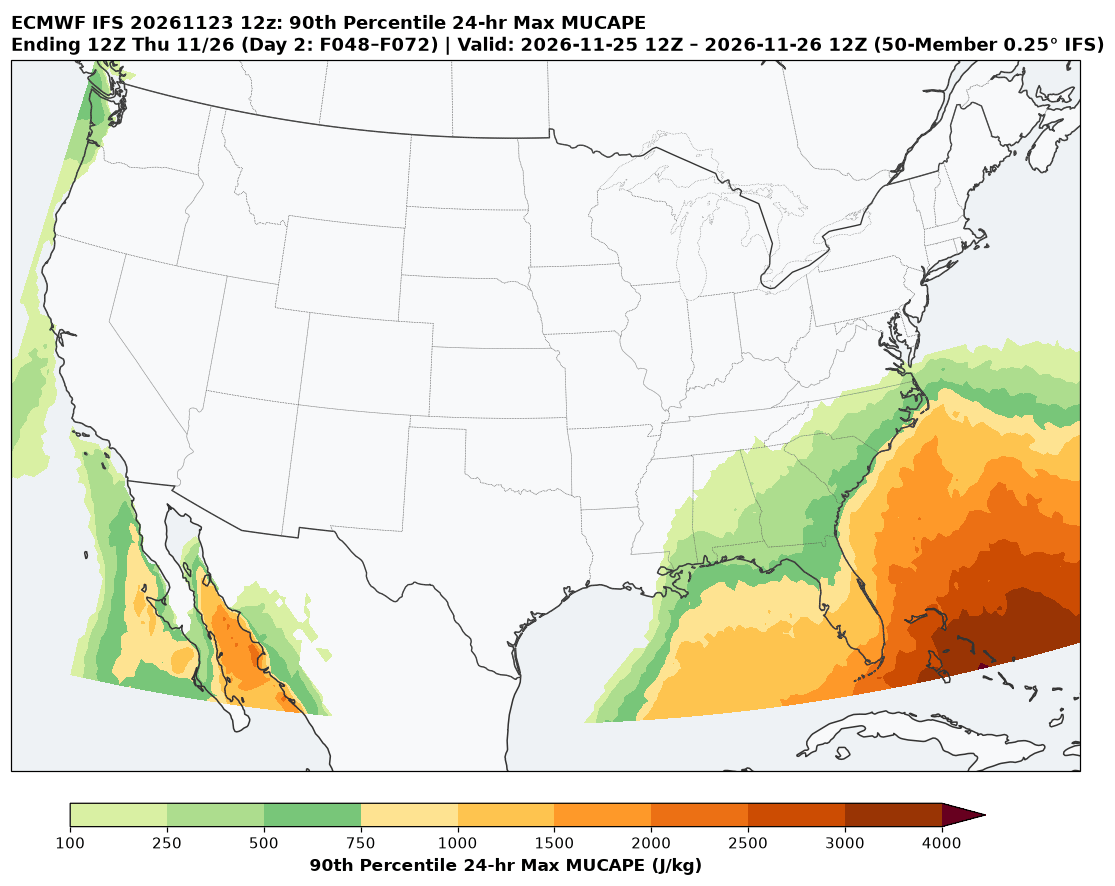 ECMWF IFS 20261123 12z: 90th Percentile 24-hr Max MUCAPE
Ending 12Z Thu 11/26 (Day 2: F048–F072) | Valid: 2026-11-25 12Z – 2026-11-26 12Z (50-Member 0.25° IFS)
100 250 500 750 1000 1500 2000 2500 3000 4000
90th Percentile 24-hr Max MUCAPE (J/kg)